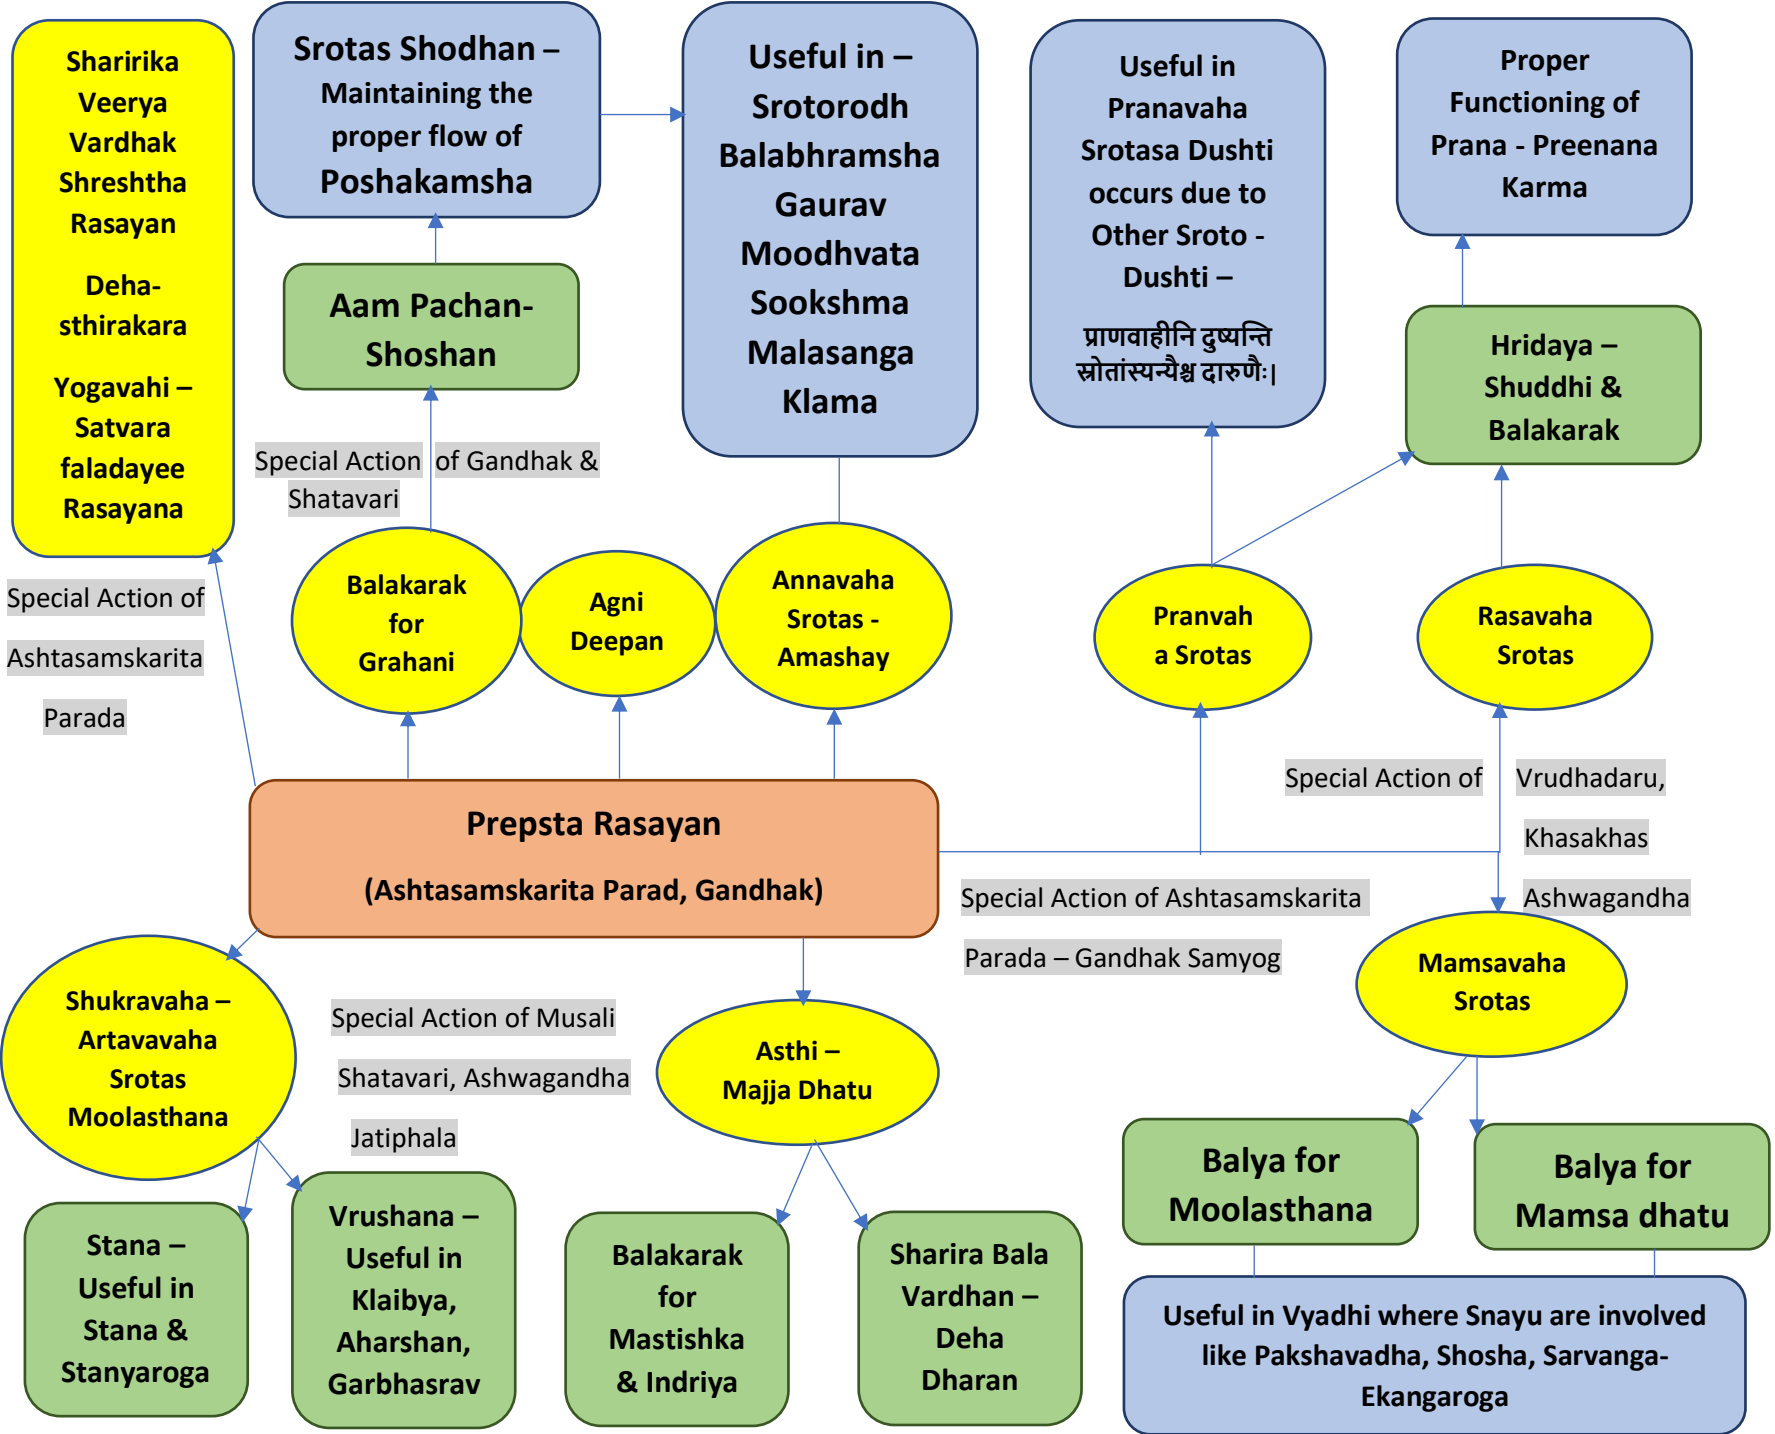 Sharirika
Veerya
Vardhak
Shreshtha
Rasayan
Deha-
sthirakara
Yogavahi –
Satvara
faladayee
Rasayana
Srotas Shodhan –
Maintaining the
proper flow of
Poshakamsha
Useful in –
Srotorodh
Balabhramsha
Gaurav
Moodhvata
Sookshma
Malasanga
Klama
Useful in
Pranavaha
Srotasa Dushti
occurs due to
Other Sroto -
Dushti –
प्राणवाहीनि दुष्यन्ति
स्रोतांस्यन्यैश्च दारुणैः|
Proper
Functioning of
Prana - Preenana
Karma
Aam Pachan-
Shoshan
Hridaya –
Shuddhi &
Balakarak
Special Action of Gandhak &
Shatavari
Special Action of
Ashtasamskarita
Parada
Balakarak
for
Grahani
Agni
Deepan
Annavaha
Srotas -
Amashay
Pranvah
a Srotas
Rasavaha
Srotas
Special Action of Vrudhadaru,
Khasakhas
Ashwagandha
Prepsta Rasayan
(Ashtasamskarita Parad, Gandhak)
Special Action of Ashtasamskarita
Parada – Gandhak Samyog
Shukravaha –
Artavavaha
Srotas
Moolasthana
Special Action of Musali
Shatavari, Ashwagandha
Jatiphala
Asthi –
Majja Dhatu
Mamsavaha
Srotas
Stana –
Useful in
Stana &
Stanyaroga
Vrushana –
Useful in
Klaibya,
Aharshan,
Garbhasrav
Balakarak
for
Mastishka
& Indriya
Sharira Bala
Vardhan –
Deha
Dharan
Balya for
Moolasthana
Balya for
Mamsa dhatu
Useful in Vyadhi where Snayu are involved
like Pakshavadha, Shosha, Sarvanga-
Ekangaroga